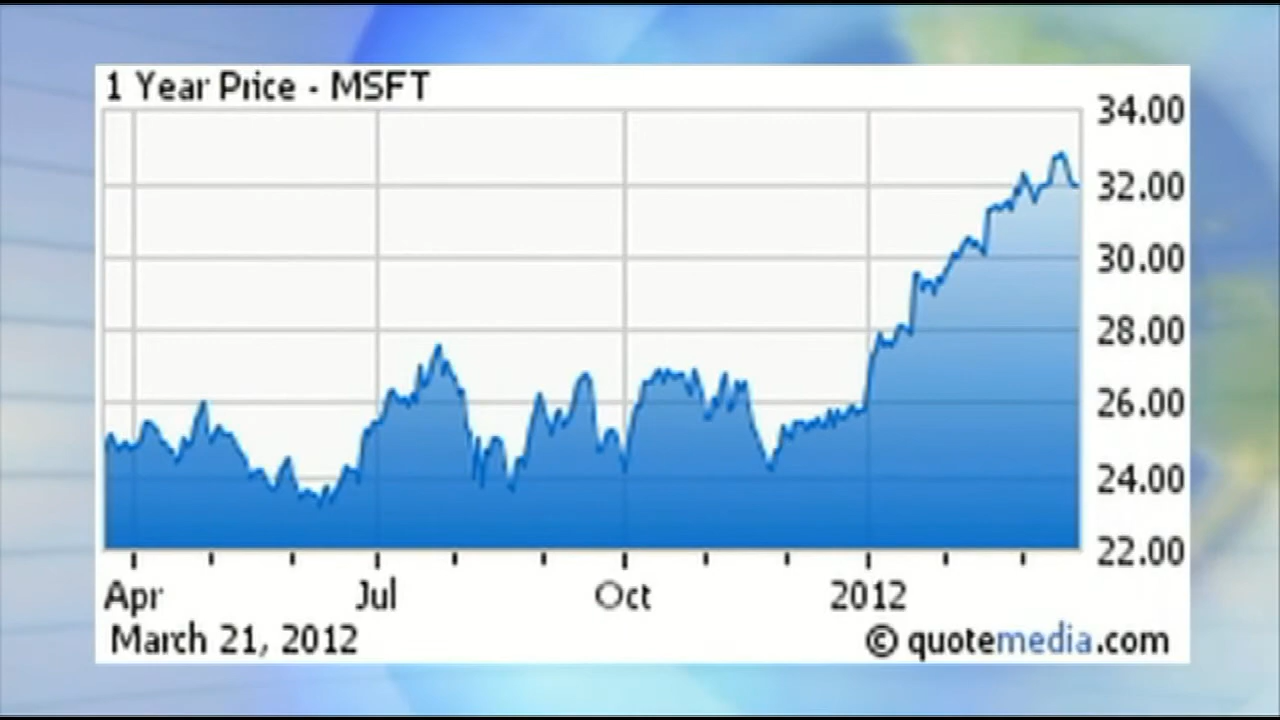 1 Year Price - MSFT
34.00
32.00
30.00
28.00
26.00
24.00
22.00
Apr Jul Oct 2012
March 21, 2012 © quotemedia.com